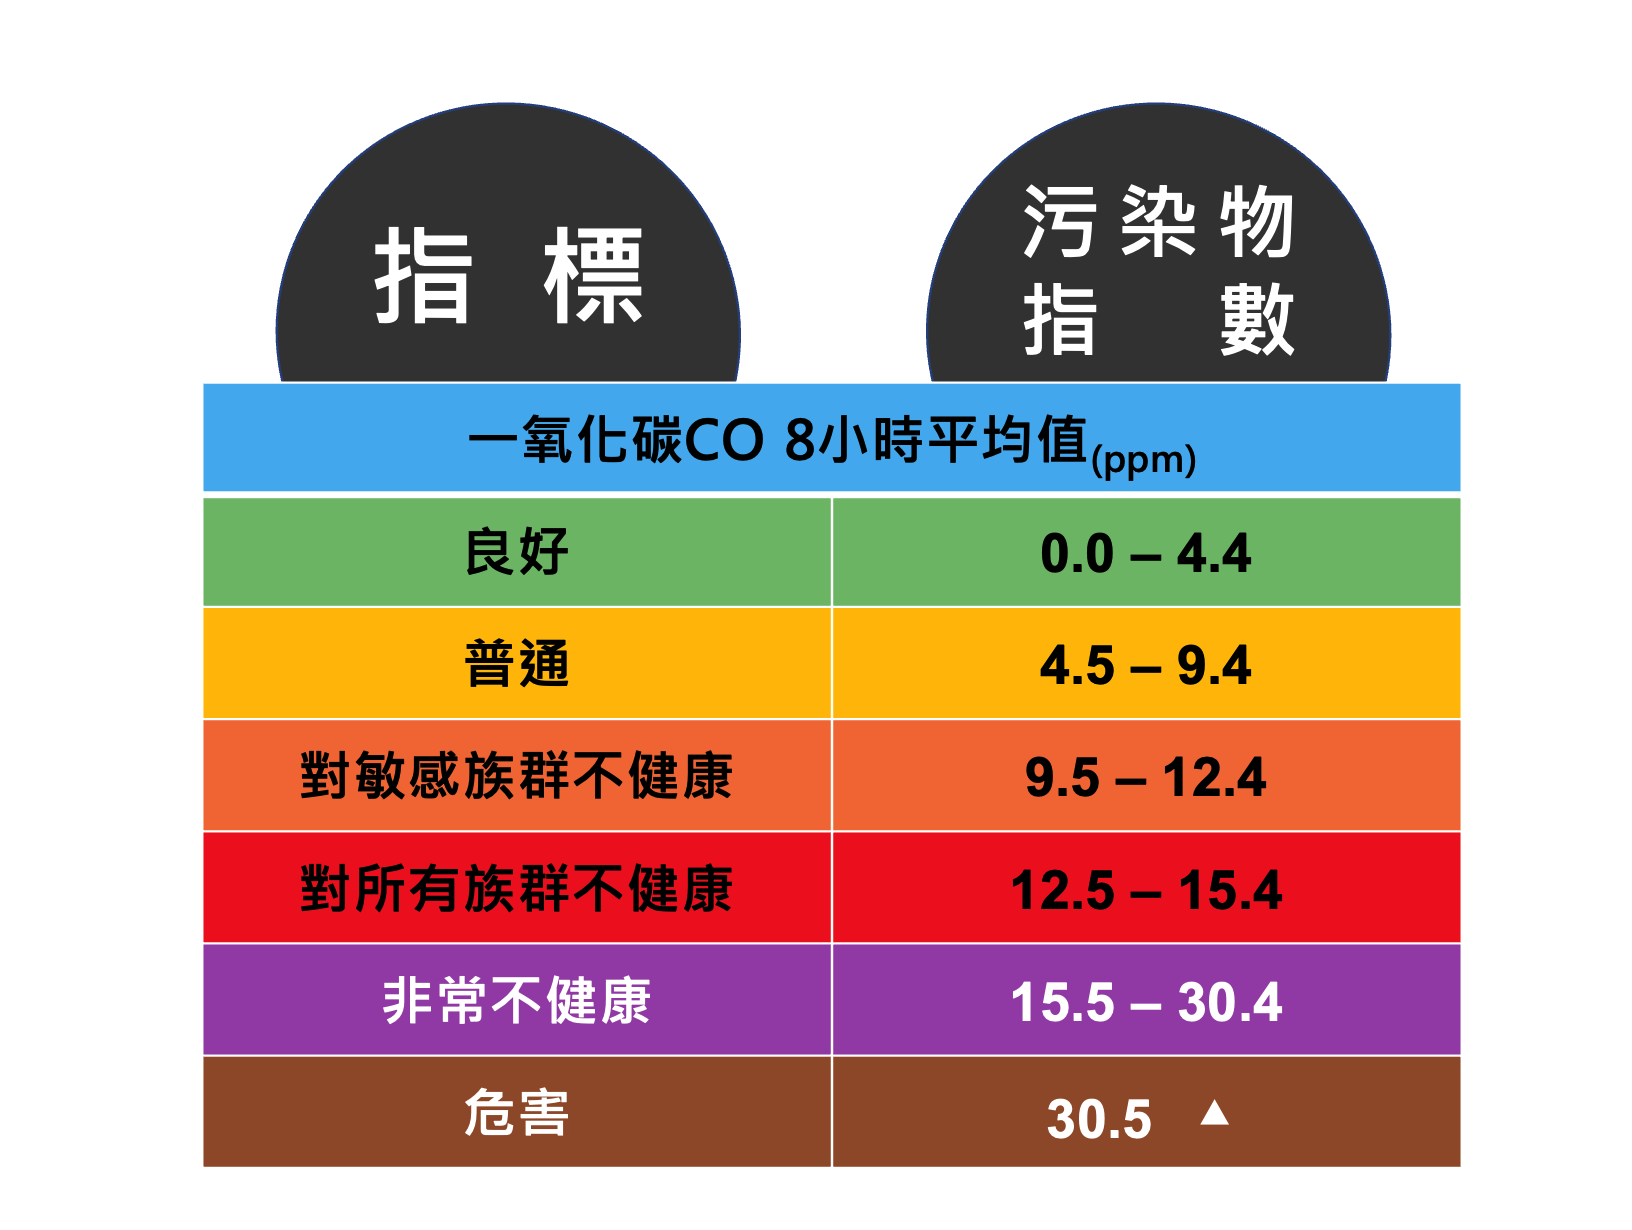 指標
污染物
指數
一氧化碳CO 8小時平均值(ppm)
良好
0.0 – 4.4
普通
4.5 – 9.4
對敏感族群不健康
9.5 – 12.4
對所有族群不健康
12.5 – 15.4
非常不健康
15.5 – 30.4
危害
30.5 ▲